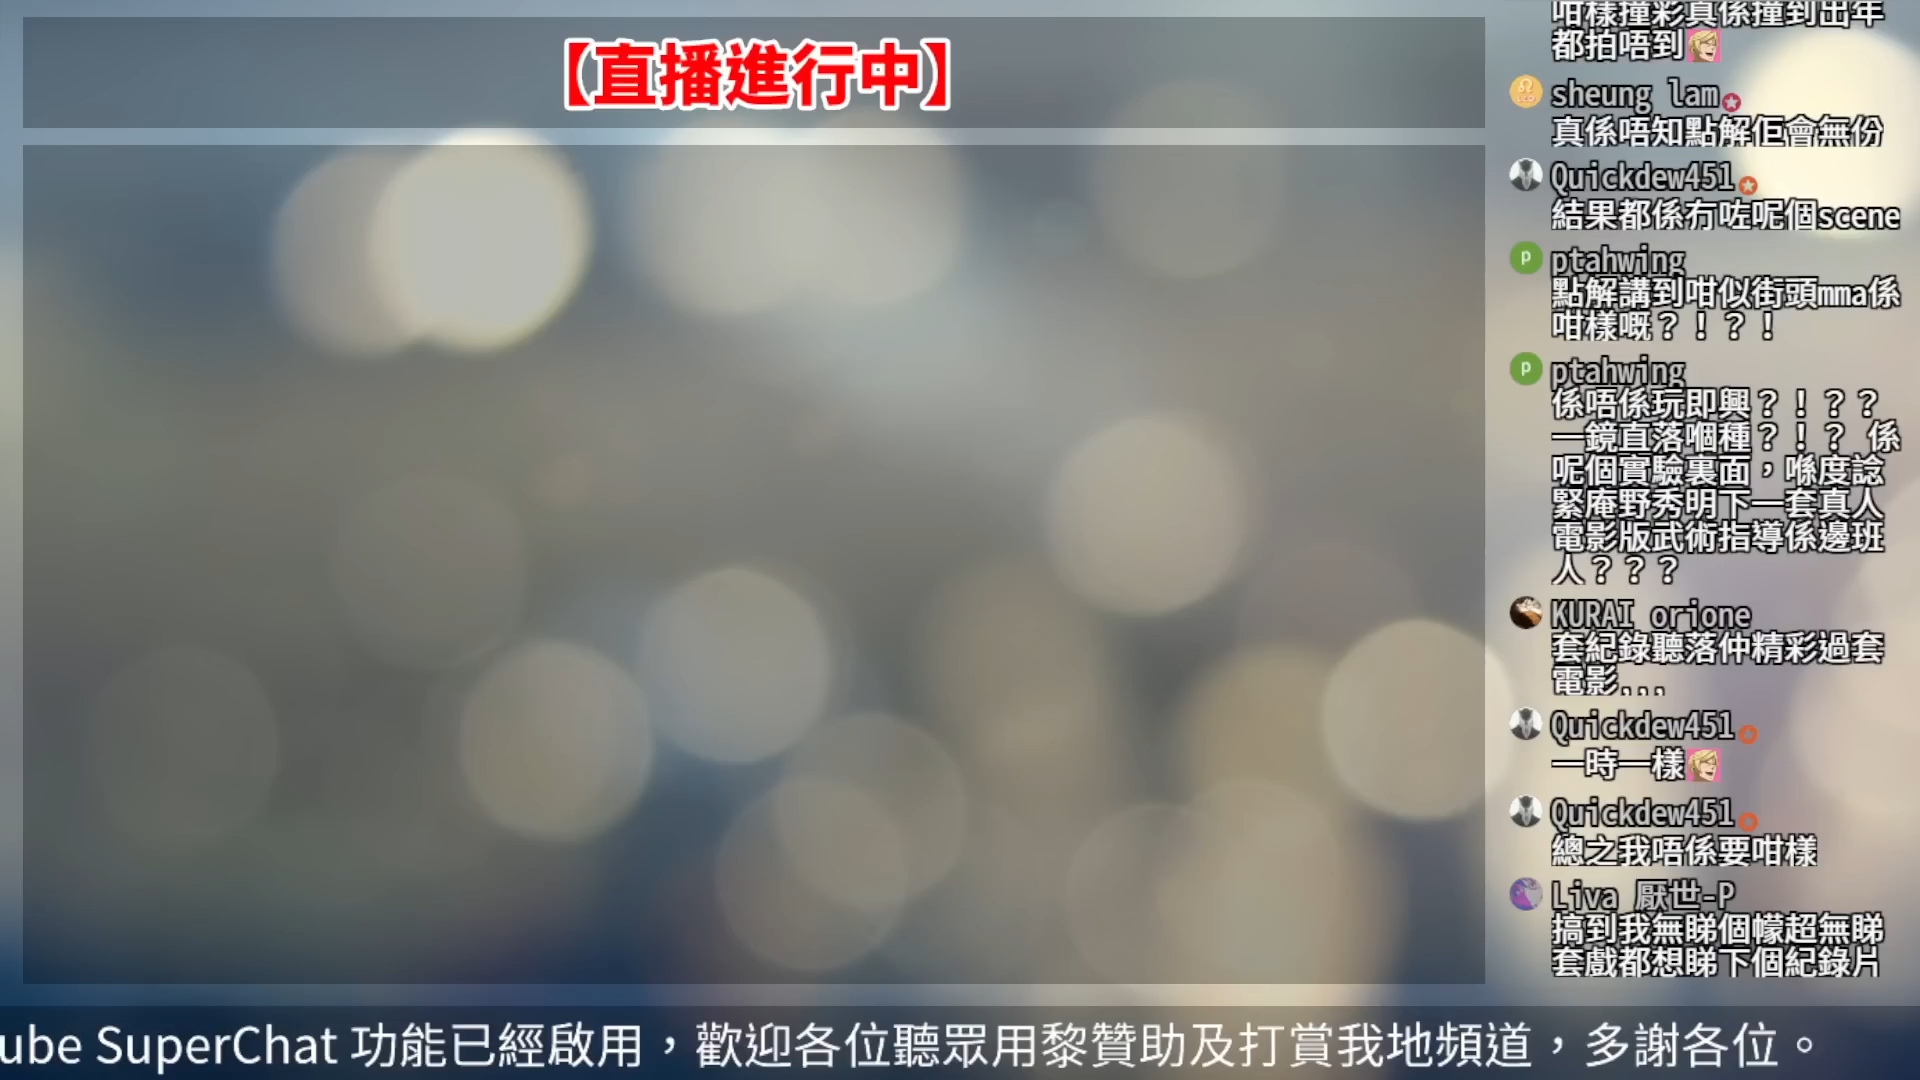 【直播進行中】
咁樣撞彩真係撞到出年
都拍唔到
sheung lam
真係唔知點解佢會無份
Quickdew451
結果都係冇咗呢個scene
P
ptahwing
點解講到咁似街頭mma係
咁樣嘅？！？！
P
ptahwing
係唔係玩即興？！？？
一鏡直落嗰種？！？ 係
呢個實驗裏面，喺度諗
緊庵野秀明下一套真人
電影版武術指導係邊班
人？？？
KURAI orione
套紀錄聽落仲精彩過套
電影...
Quickdew451
一時一樣
Quickdew451
總之我唔係要咁樣
Liva 厭世-P
搞到我無睇個幪超無睇
套戲都想睇下個紀錄片
ube SuperChat 功能已經啟用，歡迎各位聽眾用黎贊助及打賞我地頻道，多謝各位。